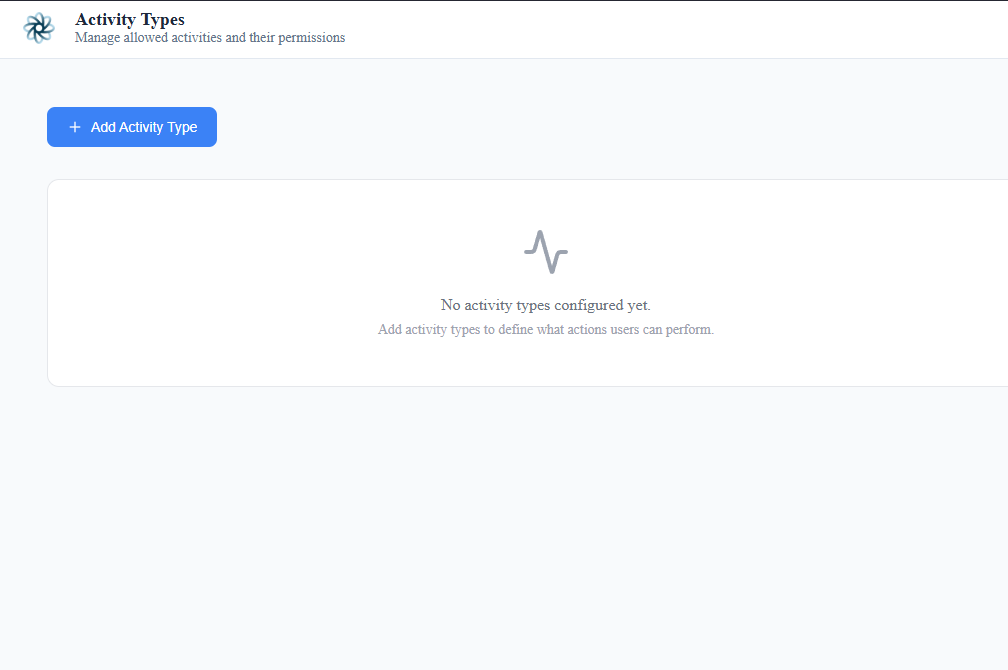 Activity Types
Manage allowed activities and their permissions
Add Activity Type
No activity types configured yet.
Add activity types to define what actions users can perform.